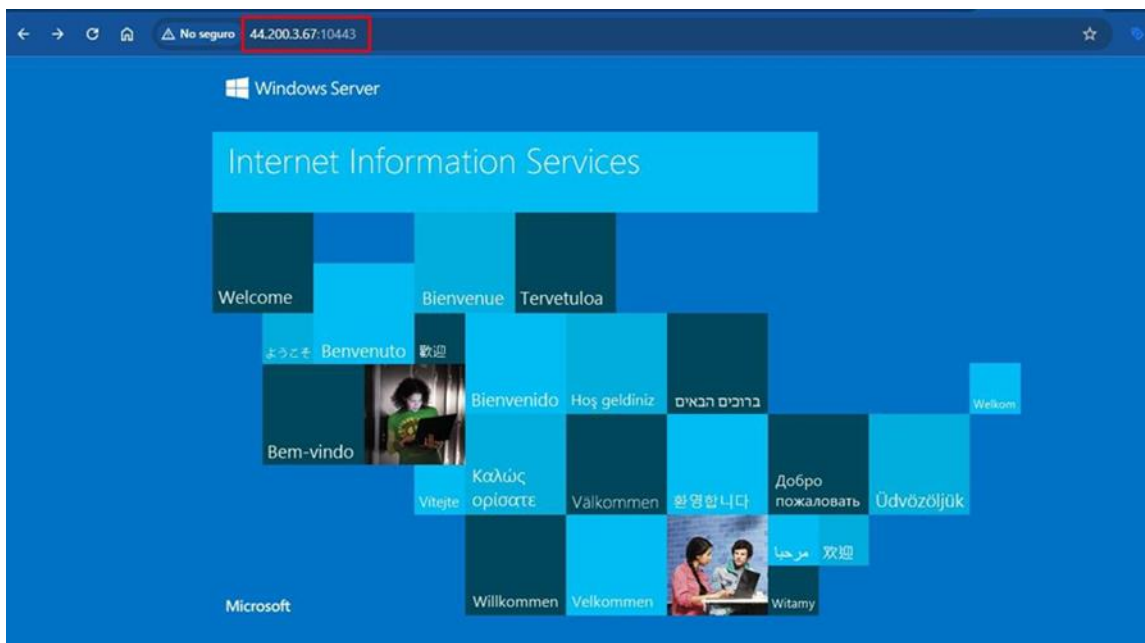 No seguro
44.200.3.67:10443
Windows Server
Internet Information Services
Welcome
Bienvenue
Tervetuloa
ようこそ
Benvenuto
歡迎
Bienvenido
Hoş geldiniz
ברוכים הבאים
Welkom
Bem-vindo
Vítejte
Καλώς
ορίσατε
Välkommen
환영합니다
Добро
пожаловать
Üdvözöljük
مرحبا
欢迎
Microsoft
Willkommen
Velkommen
Witamy